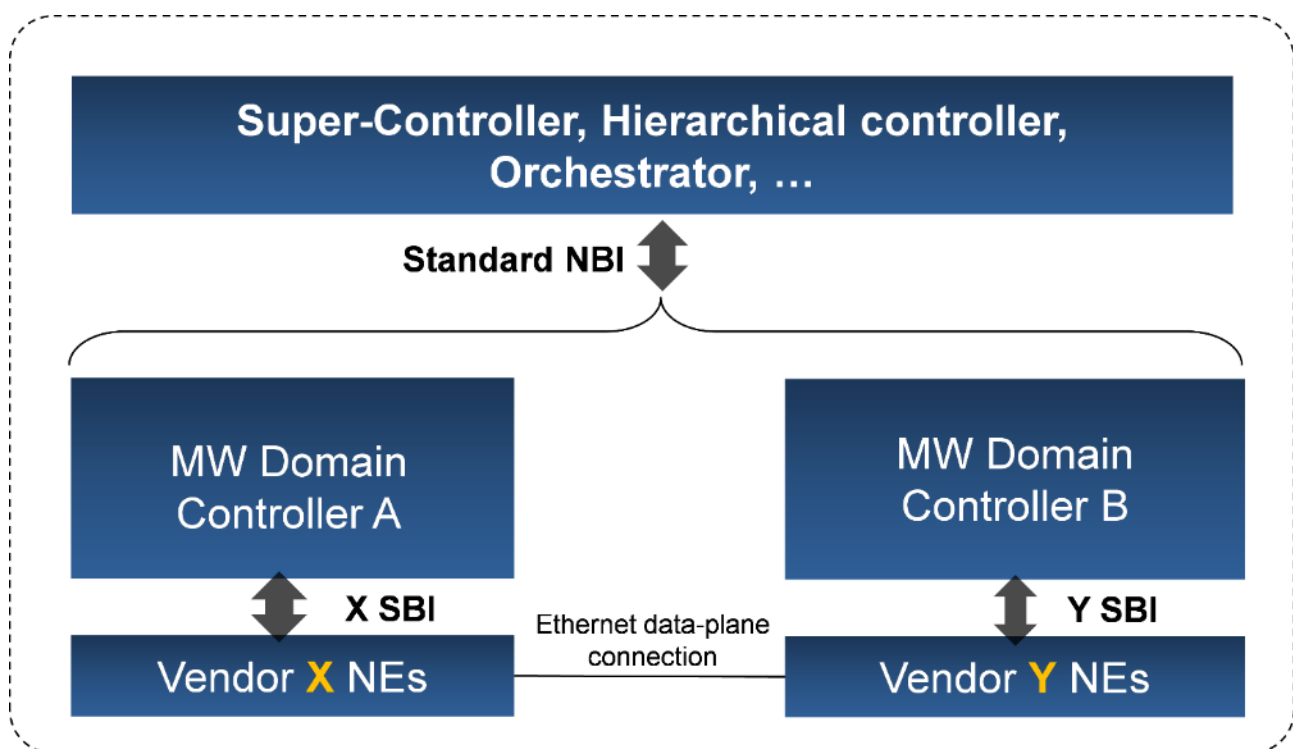 Super-Controller, Hierarchical controller,
Orchestrator, …
Standard NBI
MW Domain
Controller A
MW Domain
Controller B
X SBI
Y SBI
Ethernet data-plane
connection
Vendor X NEs
Vendor Y NEs